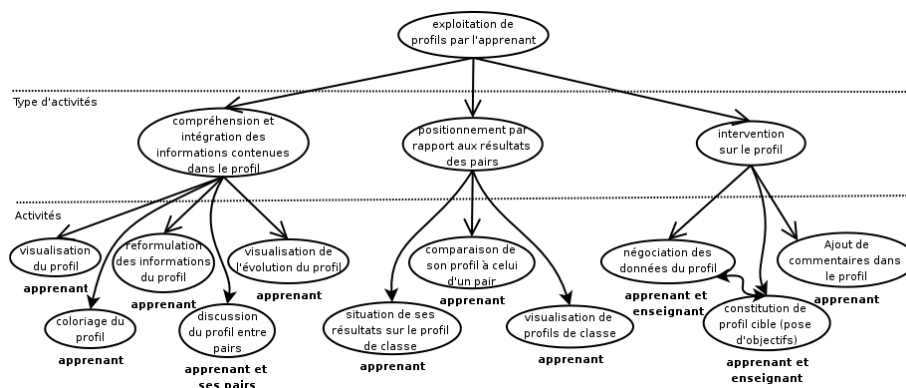 exploitation de
profils par l'apprenant
Type d'activités
compréhension et
intégration des
informations contenues
dans le profil
positionnement par
rapport aux résultats
des pairs
intervention
sur le profil
Activités
visualisation
du profil
apprenant
reformulation
des informations
du profil
apprenant
visualisation de
l'évolution du profil
apprenant
comparaison de
son profil à celui
d'un pair
apprenant
négociation des
données du profil
apprenant et
enseignant
Ajout de
commentaires dans
le profil
apprenant
coloriage du
profil
apprenant
discussion
du profil entre
pairs
apprenant et
ses pairs
situation de ses
résultats sur le profil
de classe
apprenant
visualisation de
profils de classe
apprenant
constitution de
profil cible (pose
d'objectifs)
apprenant et
enseignant